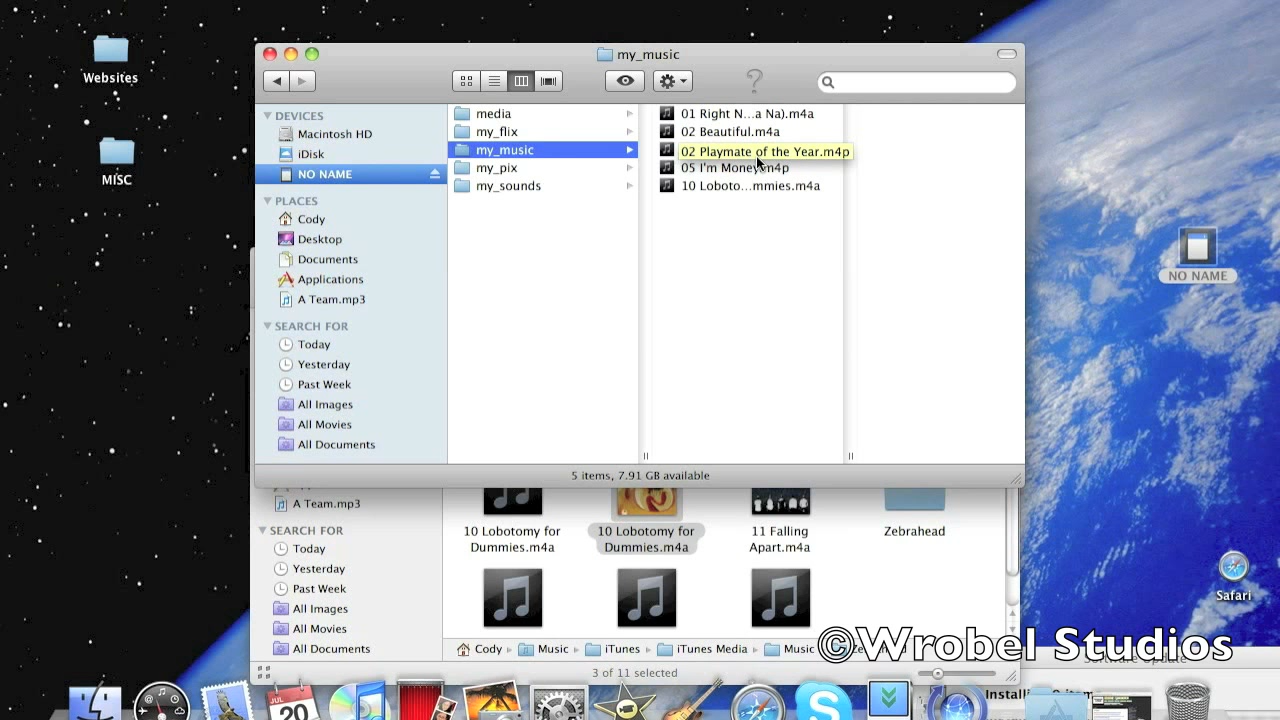 Websites
MISC
my_music
DEVICES
Macintosh HD
iDisk
NO NAME
PLACES
Cody
Desktop
Documents
Applications
A Team.mp3
SEARCH FOR
Today
Yesterday
Past Week
All Images
All Movies
All Documents
media
my_flix
my_music
my_pix
my_sounds
01 Right N...a Na).m4a
02 Beautiful.m4a
02 Playmate of the Year.m4p
05 I'm Money.m4p
10 Loboto...mmies.m4a
5 items, 7.91 GB available
NO NAME
Safari
A Team.mp3
SEARCH FOR
Today
Yesterday
Past Week
All Images
All Movies
All Documents
10 Lobotomy for
Dummies.m4a
10 Lobotomy for
Dummies.m4a
11 Falling
Apart.m4a
Zebrahead
Cody
Music
iTunes
iTunes Media
Music
©Wrobel Studios
3 of 11 selected
Software Update
JUL
20